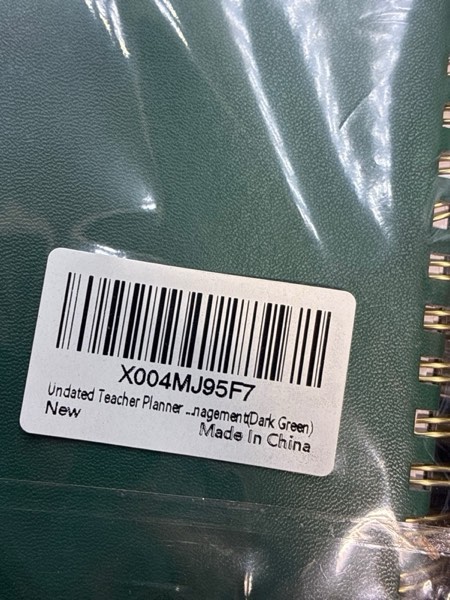 X004MJ95F7
Undated Teacher Planner ...nagement(Dark Green)
New
Made In China